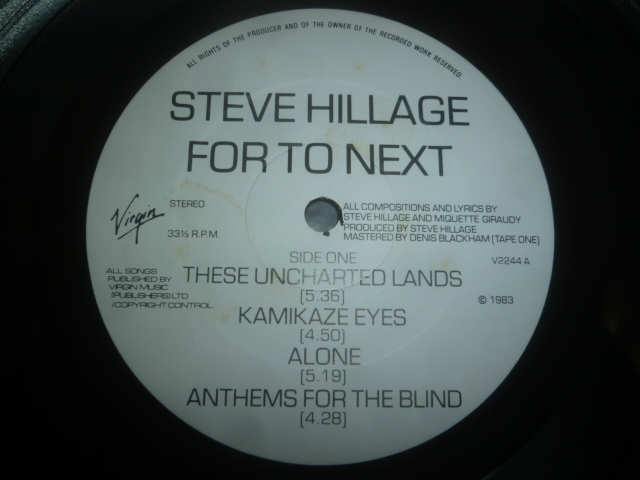 ALL RIGHTS OF THE PRODUCER AND OF THE OWNER OF THE RECORDED WORK RESERVED.
STEVE HILLAGE
FOR TO NEXT
Virgin
STEREO
33⅓ R.P.M.
ALL COMPOSITIONS AND LYRICS BY
STEVE HILLAGE AND MIQUETTE GIRAUDY
PRODUCED BY STEVE HILLAGE
MASTERED BY DENIS BLACKHAM (TAPE ONE)
V2244 A
ALL SONGS
PUBLISHED BY
VIRGIN MUSIC
(PUBLISHERS) LTD
/COPYRIGHT CONTROL
© 1983
SIDE ONE
THESE UNCHARTED LANDS
(5.36)
KAMIKAZE EYES
(4.50)
ALONE
(5.19)
ANTHEMS FOR THE BLIND
(4.28)